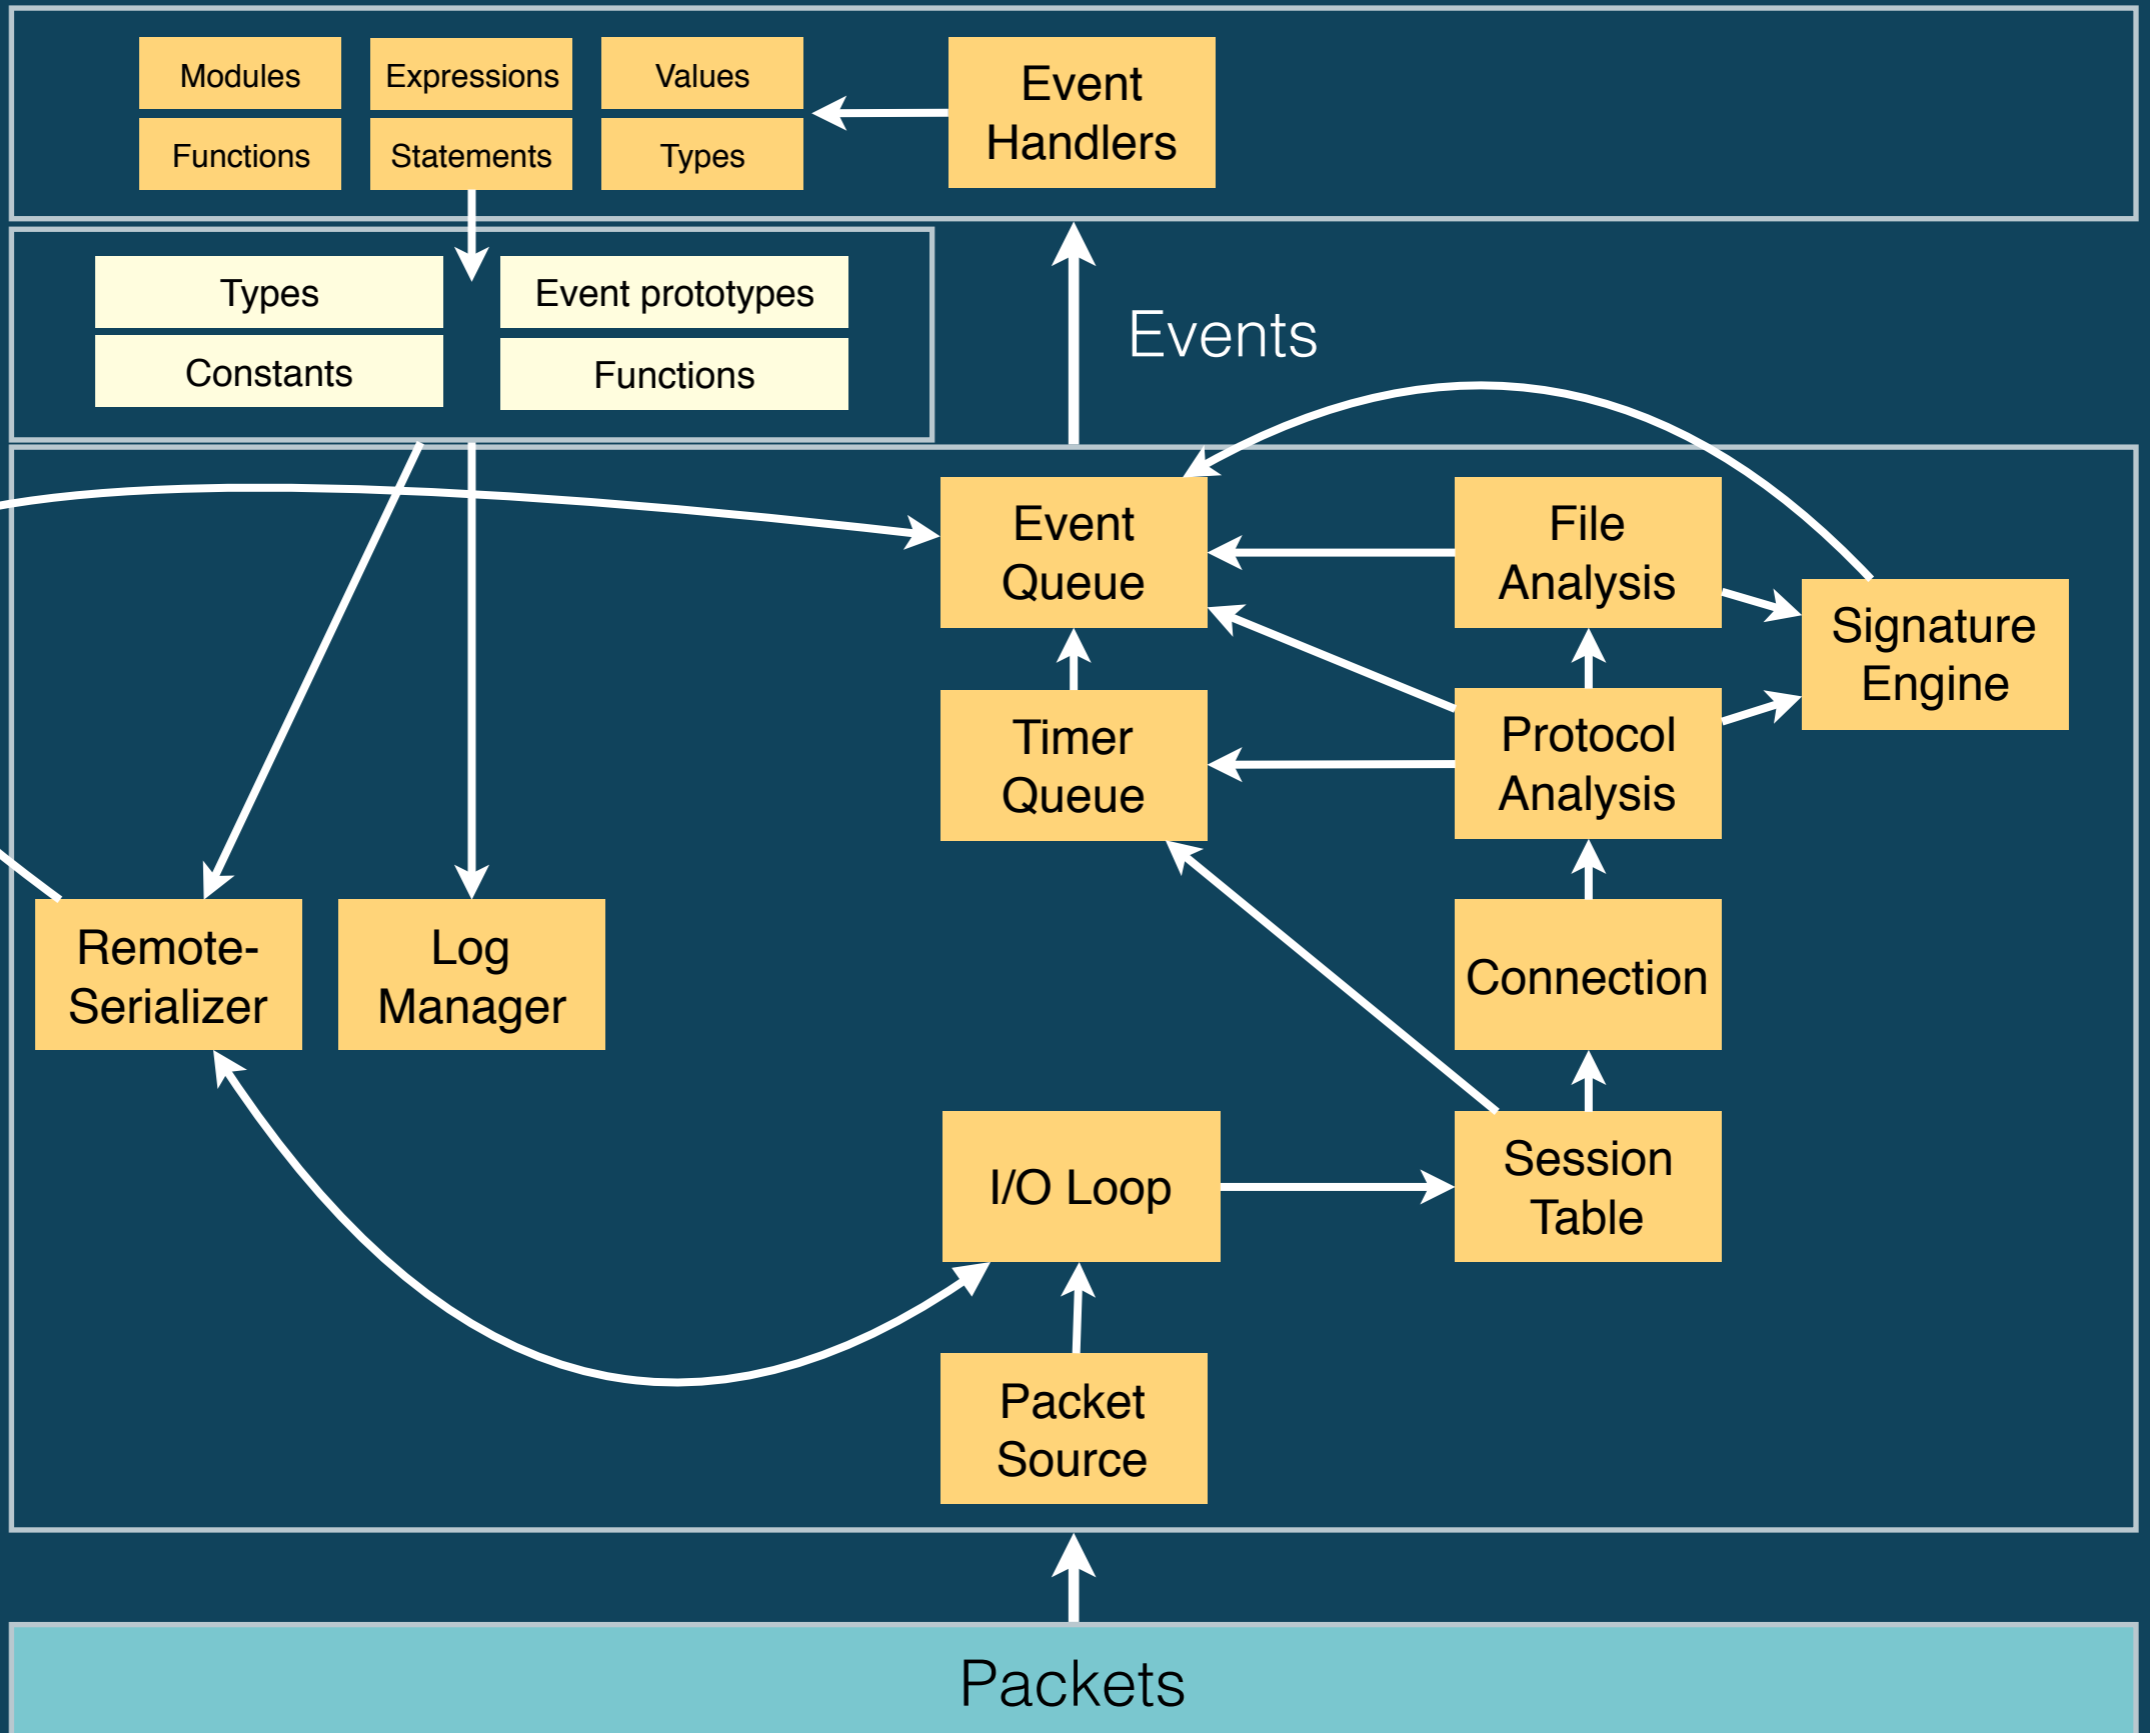 Modules
Expressions
Values
Event
Handlers
Functions
Statements
Types
Types
Event prototypes
Constants
Functions
Events
Event
Queue
File
Analysis
Signature
Engine
Timer
Queue
Protocol
Analysis
Remote-
Serializer
Log
Manager
Connection
I/O Loop
Session
Table
Packet
Source
Packets